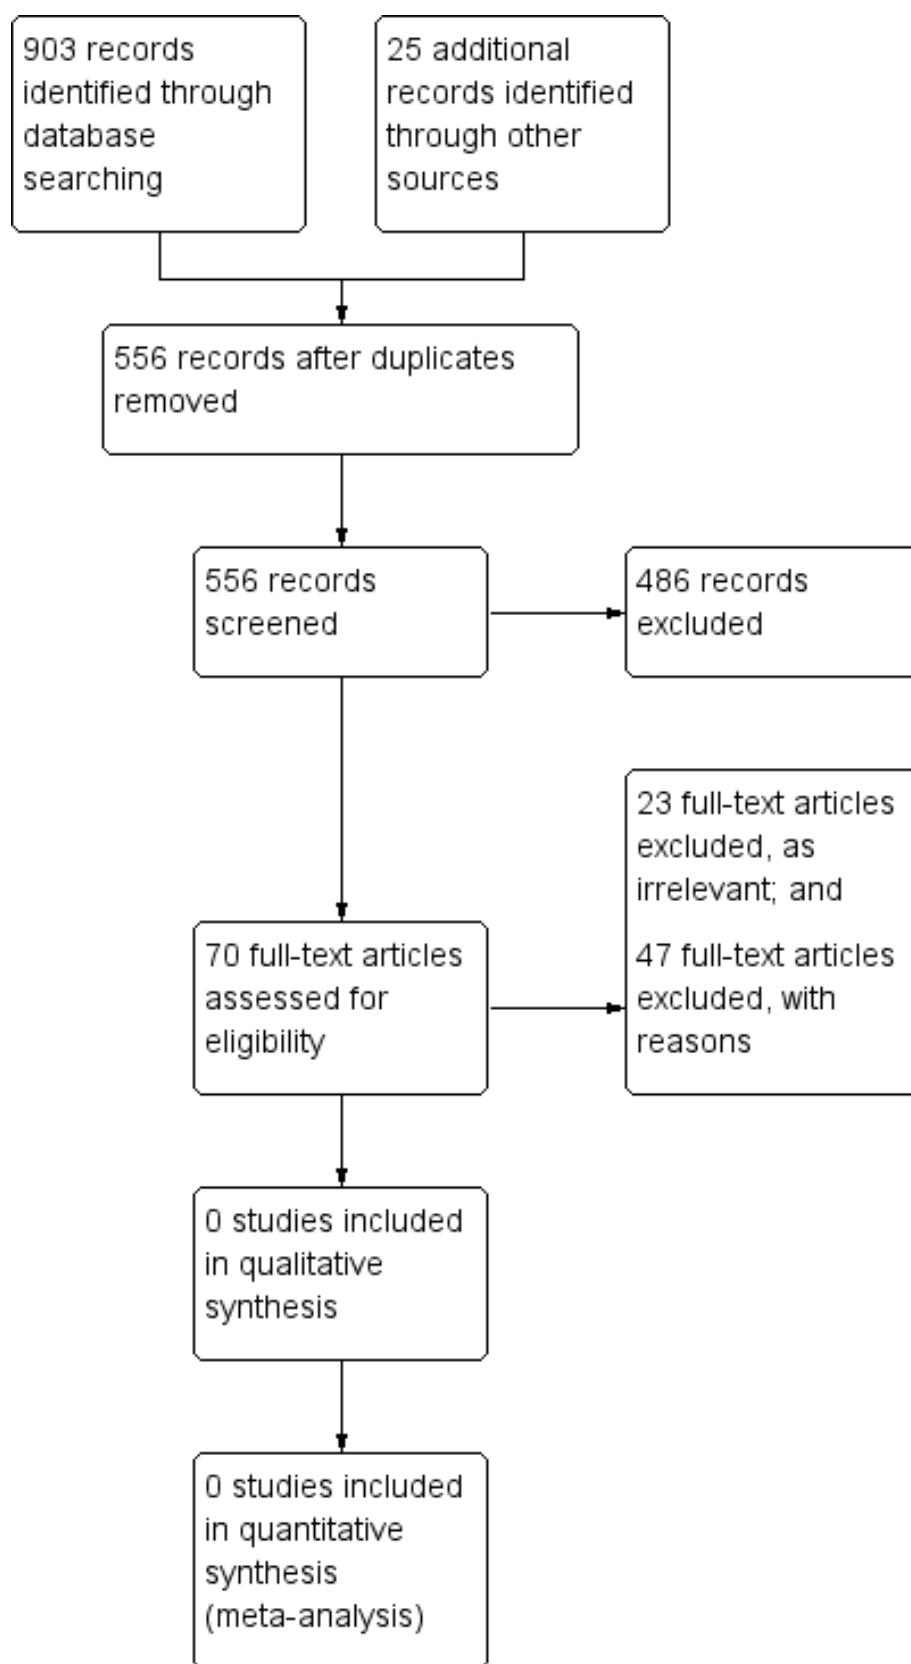 903 records
identified through
database
searching
25 additional
records identified
through other
sources
556 records after duplicates
removed
556 records
screened
486 records
excluded
23 full-text articles
excluded, as
irrelevant; and
47 full-text articles
excluded, with
reasons
70 full-text articles
assessed for
eligibility
0 studies included
in qualitative
synthesis
0 studies included
in quantitative
synthesis
(meta-analysis)